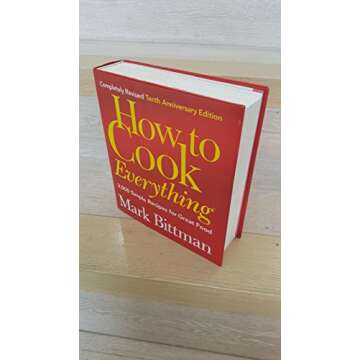 Completely Revised Tenth Anniversary Edition
How to
Cook
Everything
2,000 Simple Recipes for Great Food
Mark Bittman